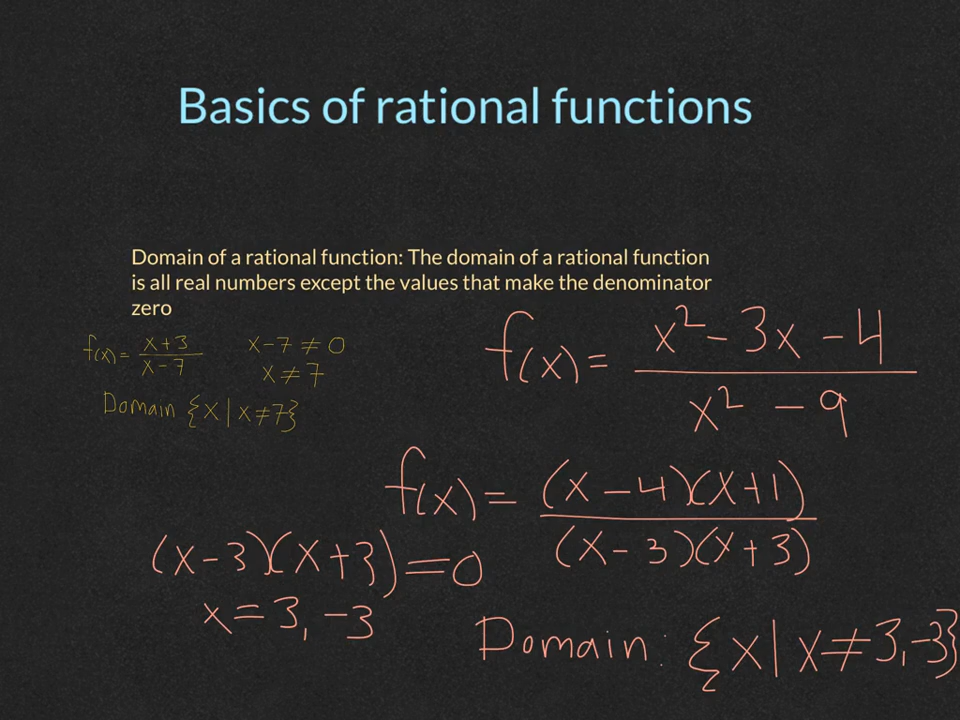 Basics of rational functions
Domain of a rational function: The domain of a rational function
is all real numbers except the values that make the denominator
zero
f(x) = (x+3)/(x-7)
x-7 ≠ 0
x ≠ 7
Domain {x | x≠7}
f(x) = (x² - 3x - 4)/(x² - 9)
f(x) = (x-4)(x+1)/(x-3)(x+3)
(x-3)(x+3) = 0
x = 3, -3
Domain: {x | x≠3,-3}